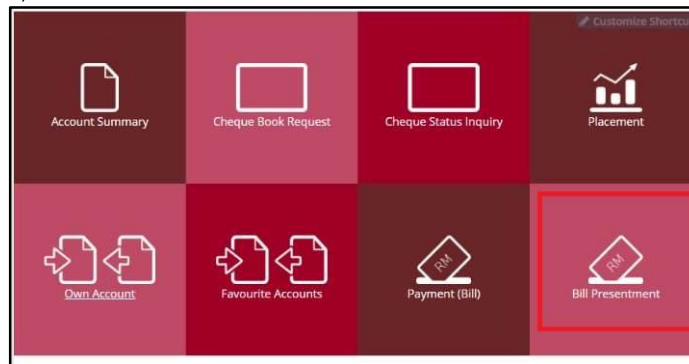 Customize Shortcu
Account Summary
Cheque Book Request
Cheque Status Inquiry
Placement
Own Account
Favourite Accounts
RM
Payment (Bill)
RM
Bill Presentment